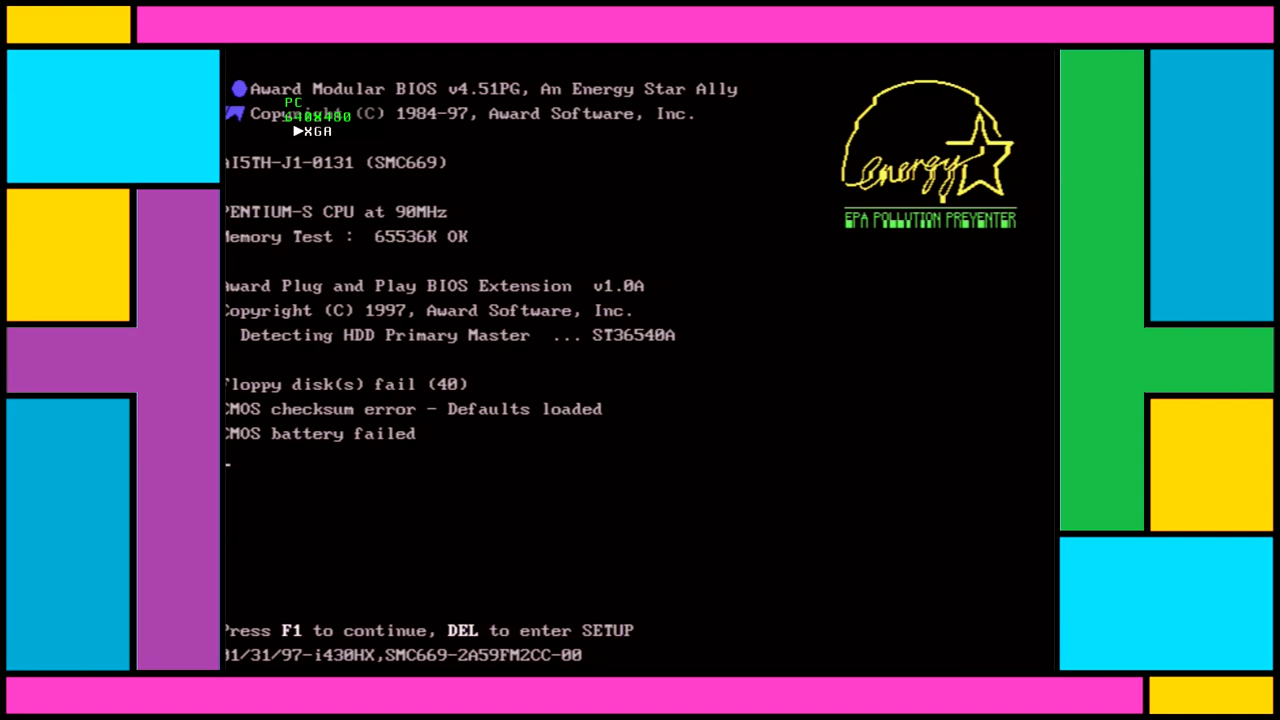 Award Modular BIOS v4.51PG, An Energy Star Ally
PC
Copyright (C) 1984-97, Award Software, Inc.
640X480
▶XGA
AI5TH-J1-0131 (SMC669)
PENTIUM-S CPU at 90MHz
Memory Test :  65536K OK
energy
EPA POLLUTION PREVENTER
Award Plug and Play BIOS Extension  v1.0A
Copyright (C) 1997, Award Software, Inc.
Detecting HDD Primary Master  ... ST36540A
Floppy disk(s) fail (40)
CMOS checksum error - Defaults loaded
CMOS battery failed
Press F1 to continue, DEL to enter SETUP
01/31/97-i430HX,SMC669-2A59FM2CC-00